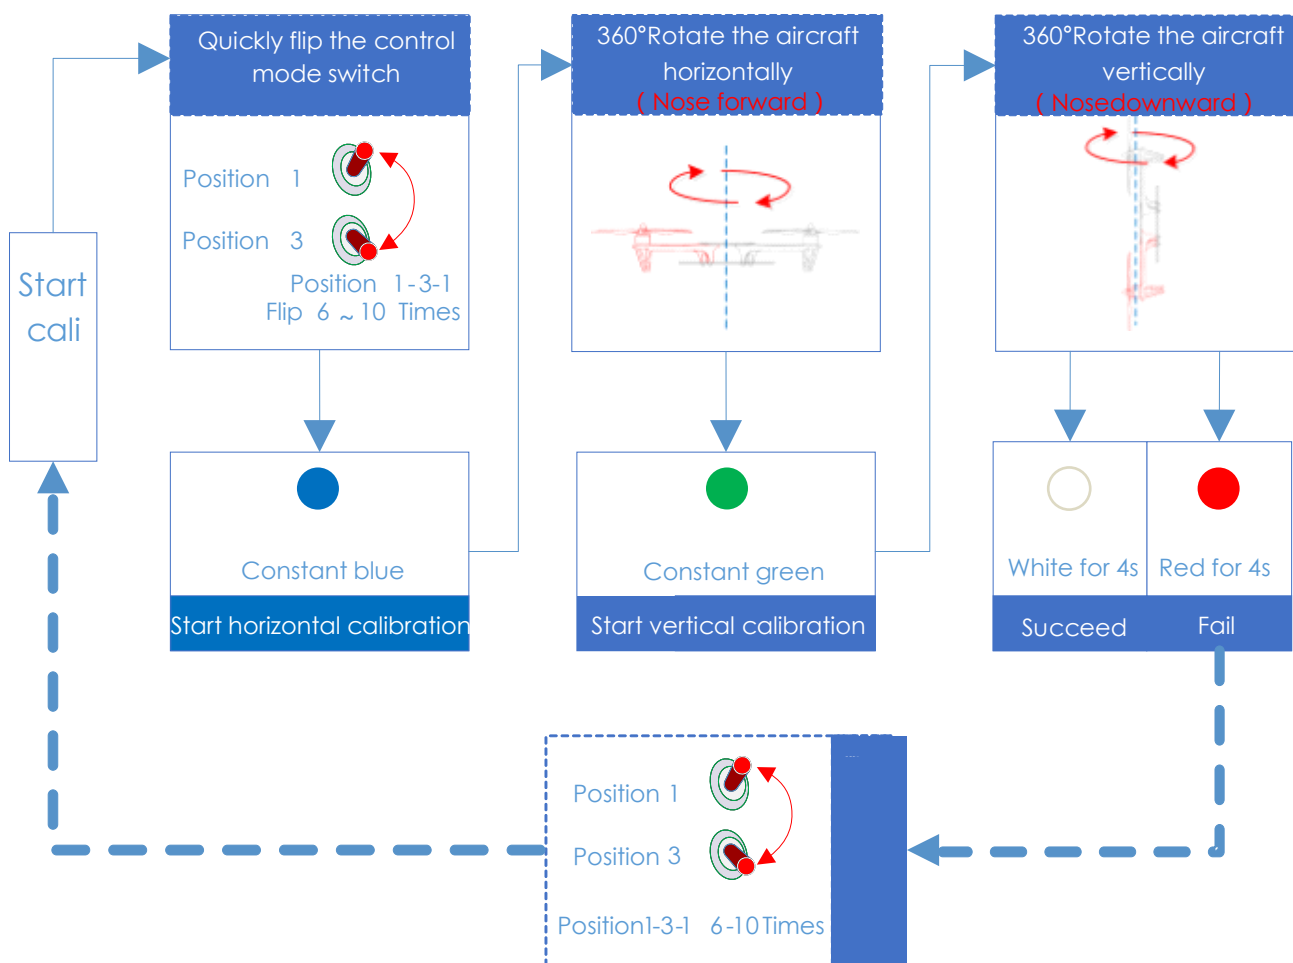 Start
cali
Quickly flip the control
mode switch
Position 1
Position 3
Position 1-3-1
Flip 6 ~ 10 Times
Constant blue
Start horizontal calibration
360°Rotate the aircraft
horizontally
( Nose forward )
Constant green
Start vertical calibration
360°Rotate the aircraft
vertically
( Nosedownward )
White for 4s
Red for 4s
Succeed
Fail
Position 1
Position 3
Position1-3-1 6-10Times